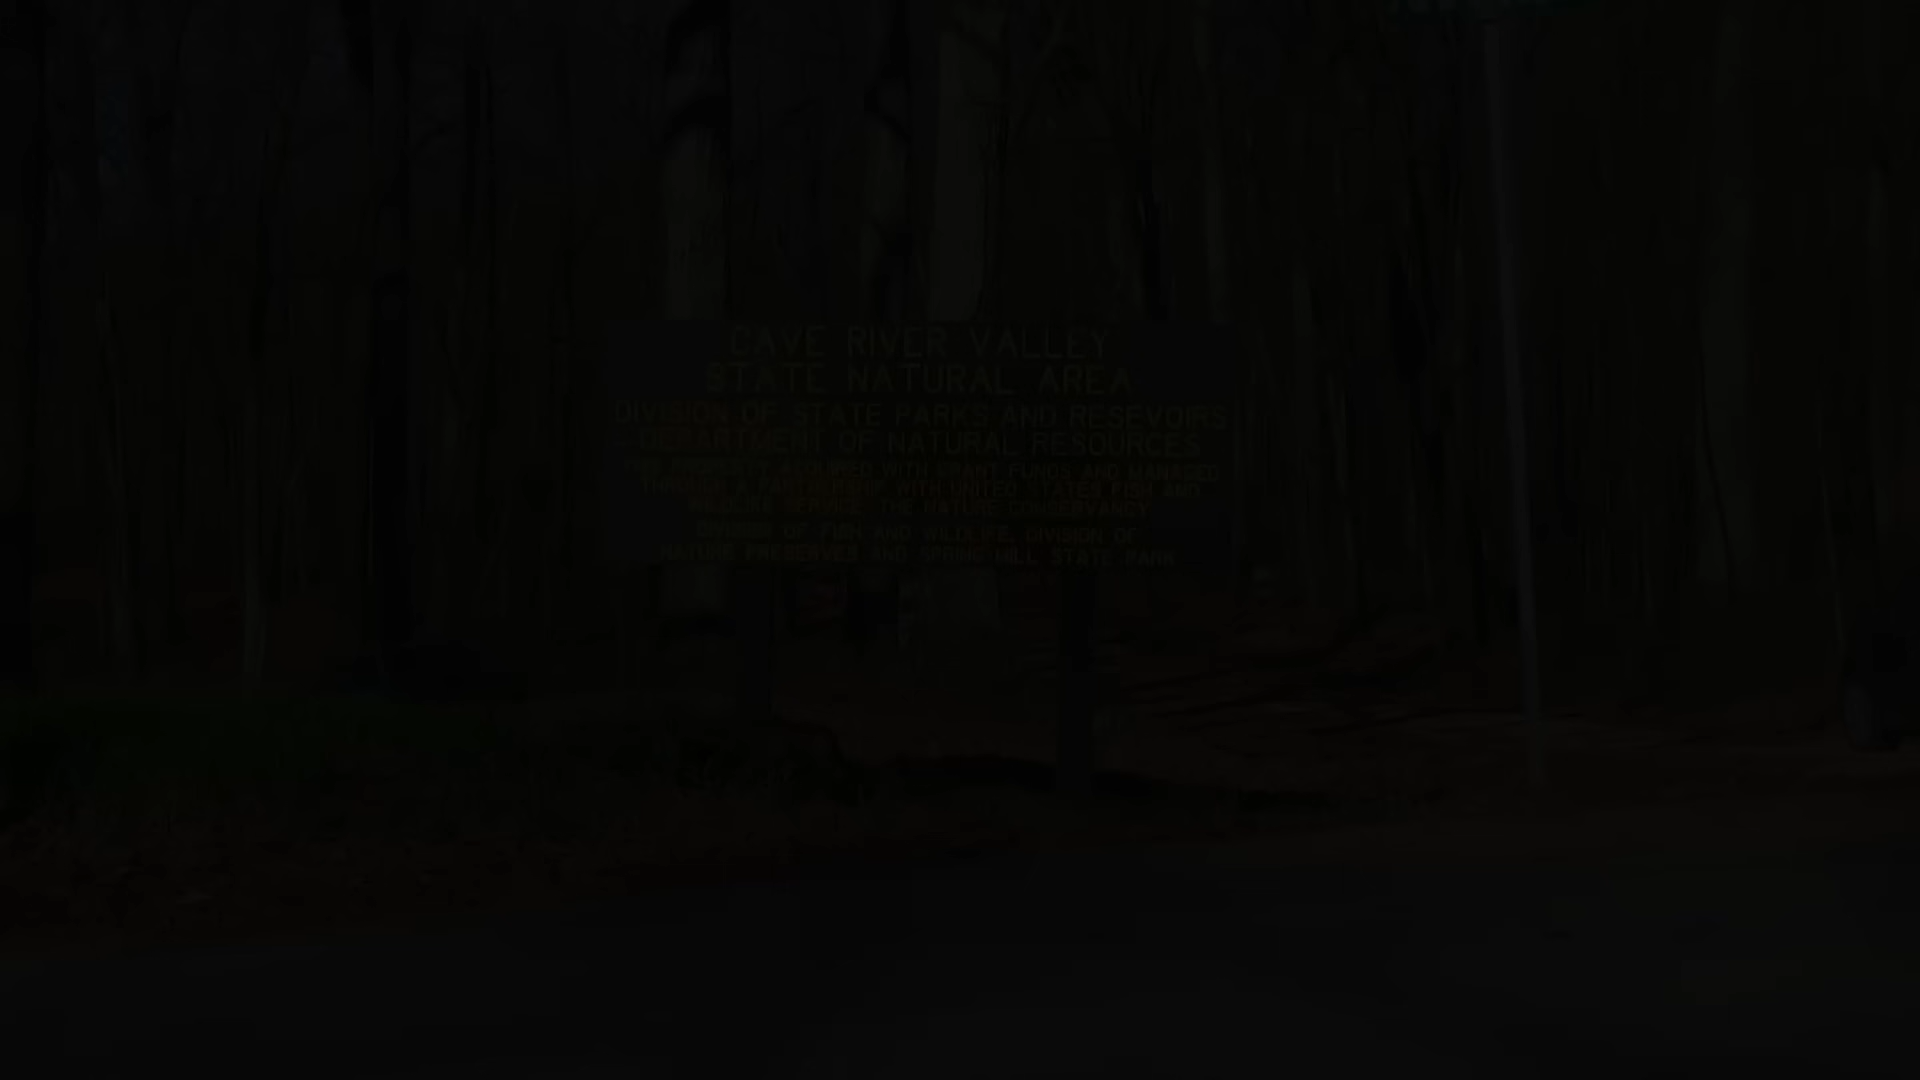 CAVE RIVER VALLEY
STATE NATURAL AREA
DIVISION OF STATE PARKS AND RESEVOIRS
DEPARTMENT OF NATURAL RESOURCES
PROPERTY ACQUIRED WITH GRANT FUNDS AND MANAGED
THROUGH A PARTNERSHIP WITH UNITED STATES FISH AND
WILDLIFE SERVICE, THE NATURE CONSERVANCY
DIVISION OF FISH AND WILDLIFE, DIVISION OF
NATURE PRESERVES AND SPRING MILL STATE PARK